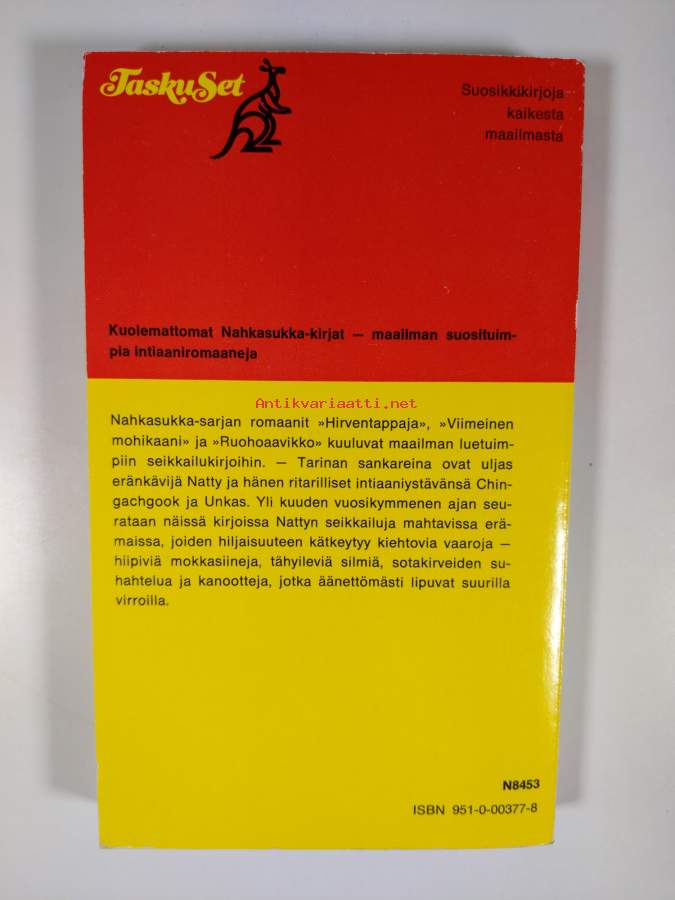 TaskuSet
Suosikkikirjoja
kaikesta
maailmasta
Kuolemattomat Nahkasukka-kirjat — maailman suosituim-
pia intiaaniromaaneja
Antikvariaatti.net
Nahkasukka-sarjan romaanit »Hirventappaja», »Viimeinen
mohikaani» ja »Ruohoaavikko» kuuluvat maailman luetuim-
piin seikkailukirjoihin. — Tarinan sankareina ovat uljas
eränkävijä Natty ja hänen ritarilliset intiaaniystävänsä Chin-
gachgook ja Unkas. Yli kuuden vuosikymmenen ajan seu-
rataan näissä kirjoissa Nattyn seikkailuja mahtavissa erä-
maissa, joiden hiljaisuuteen kätkeytyy kiehtovia vaaroja —
hiipiviä mokkasiineja, tähyileviä silmiä, sotakirveiden su-
hahtelua ja kanootteja, jotka äänettömästi lipuvat suurilla
virroilla.
N8453
ISBN 951-0-00377-8